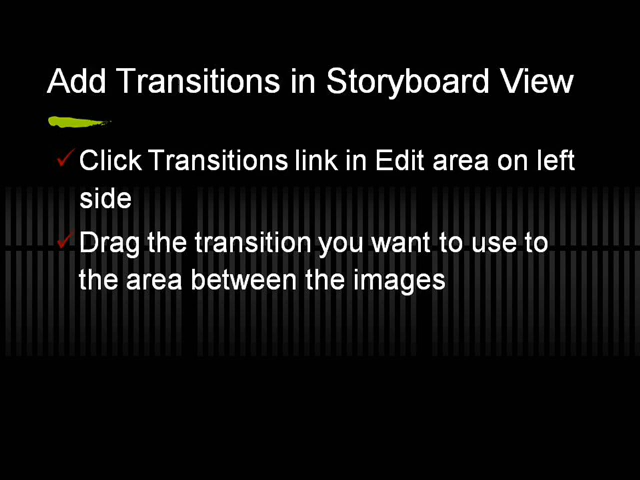 Add Transitions in Storyboard View
Click Transitions link in Edit area on left
side
Drag the transition you want to use to
the area between the images